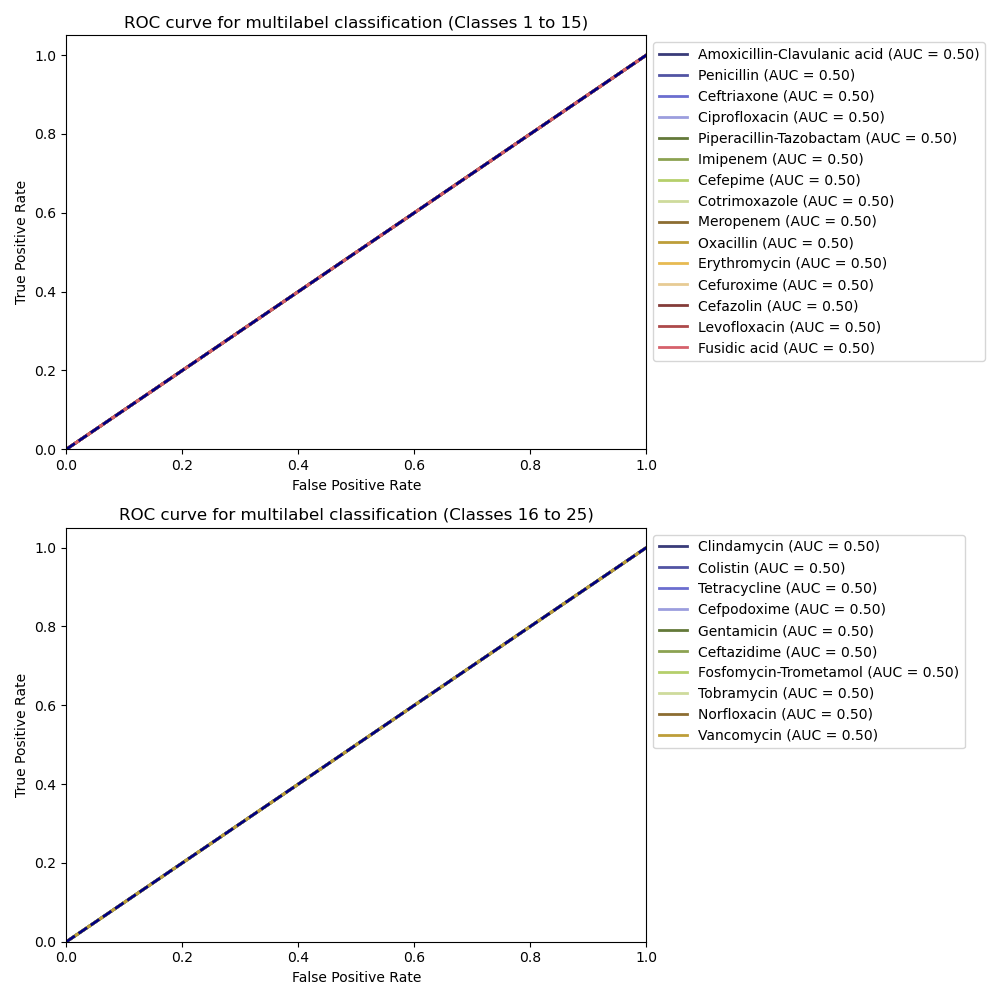 ROC curve for multilabel classification (Classes 1 to 15)
True Positive Rate
1.0
0.8
0.6
0.4
0.2
0.0
0.0 0.2 0.4 0.6 0.8 1.0
False Positive Rate
Amoxicillin-Clavulanic acid (AUC = 0.50)
Penicillin (AUC = 0.50)
Ceftriaxone (AUC = 0.50)
Ciprofloxacin (AUC = 0.50)
Piperacillin-Tazobactam (AUC = 0.50)
Imipenem (AUC = 0.50)
Cefepime (AUC = 0.50)
Cotrimoxazole (AUC = 0.50)
Meropenem (AUC = 0.50)
Oxacillin (AUC = 0.50)
Erythromycin (AUC = 0.50)
Cefuroxime (AUC = 0.50)
Cefazolin (AUC = 0.50)
Levofloxacin (AUC = 0.50)
Fusidic acid (AUC = 0.50)
ROC curve for multilabel classification (Classes 16 to 25)
True Positive Rate
1.0
0.8
0.6
0.4
0.2
0.0
0.0 0.2 0.4 0.6 0.8 1.0
False Positive Rate
Clindamycin (AUC = 0.50)
Colistin (AUC = 0.50)
Tetracycline (AUC = 0.50)
Cefpodoxime (AUC = 0.50)
Gentamicin (AUC = 0.50)
Ceftazidime (AUC = 0.50)
Fosfomycin-Trometamol (AUC = 0.50)
Tobramycin (AUC = 0.50)
Norfloxacin (AUC = 0.50)
Vancomycin (AUC = 0.50)